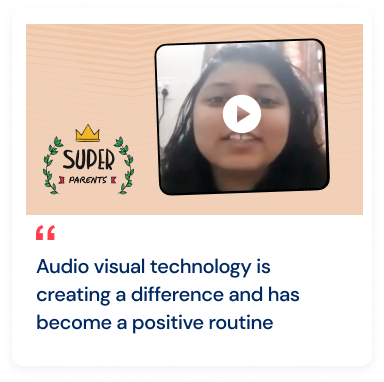 SUPER
PARENTS
“
Audio visual technology is
creating a difference and has
become a positive routine